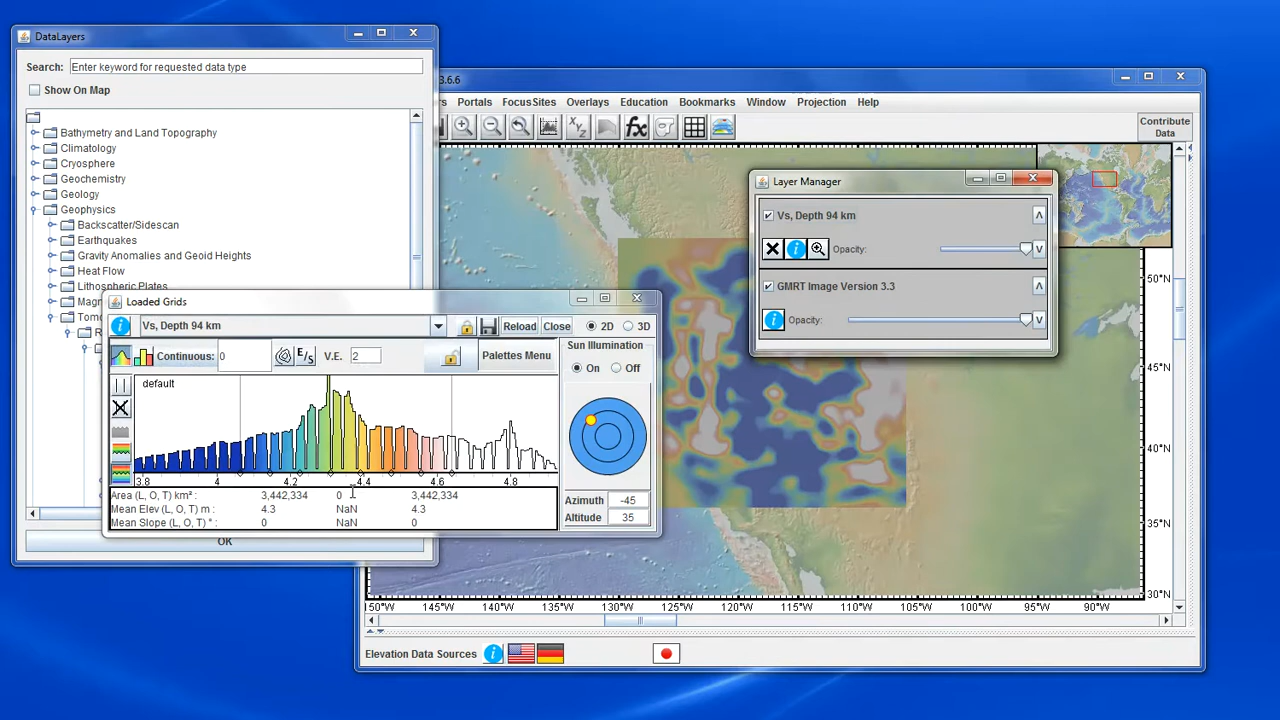 DataLayers
Search: Enter keyword for requested data type
Show On Map
Bathymetry and Land Topography
Climatology
Cryosphere
Geochemistry
Geology
Geophysics
Backscatter/Sidescan
Earthquakes
Gravity Anomalies and Geoid Heights
Heat Flow
Lithospheric Plates
OK
3.6.6
Portals FocusSites Overlays Education Bookmarks Window Projection Help
XYZ fx
Contribute
Data
50°N
45°N
40°N
35°N
30°N
150°W 145°W 140°W 135°W 130°W 125°W 120°W 115°W 110°W 105°W 100°W 95°W 90°W
Elevation Data Sources
Layer Manager
Vs, Depth 94 km
Opacity:
GMRT Image Version 3.3
Opacity:
Loaded Grids
Vs, Depth 94 km Reload Close 2D 3D
Continuous: 0 E/S V.E. 2 Palettes Menu
default
3.8 4 4.2 4.4 4.6 4.8
Area (L, O, T) km² : 3,442,334 0 3,442,334
Mean Elev (L, O, T) m : 4.3 NaN 4.3
Mean Slope (L, O, T) ° : 0 NaN 0
Sun Illumination
On Off
Azimuth -45
Altitude 35